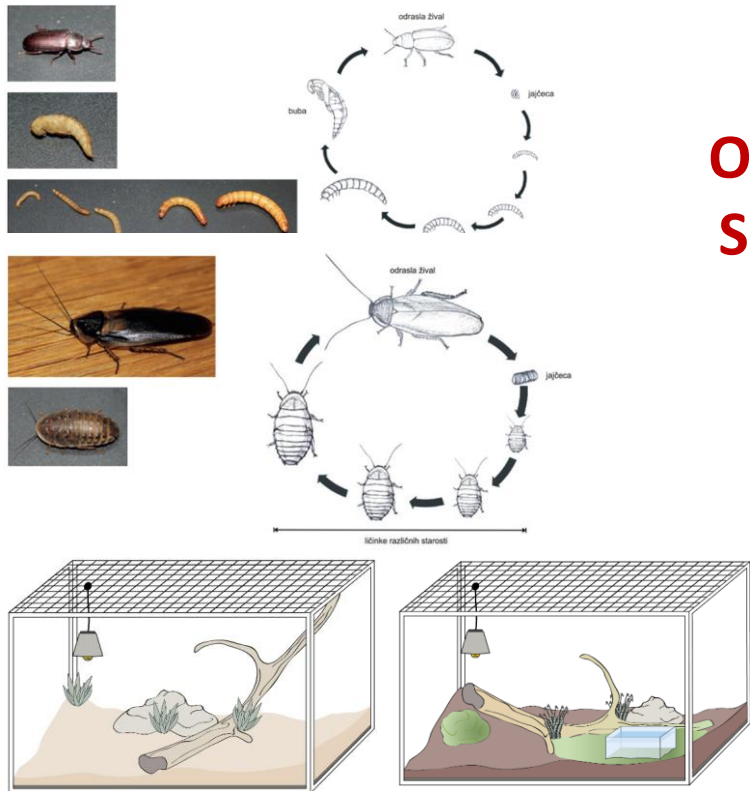 odrasla žival
jajčeca
buba
O
S
odrasla žival
jajčeca
ličinke različnih starosti